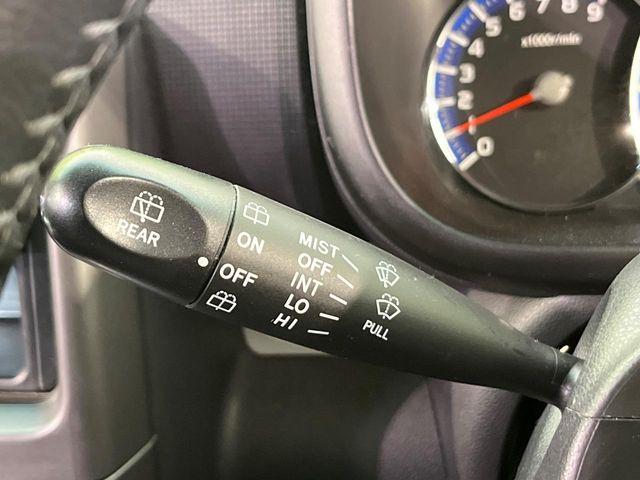 REAR
ON
OFF
MIST
OFF
INT
LO
HI
PULL
0
1
2
3
4
5
6
7
8
9
x1000r/min